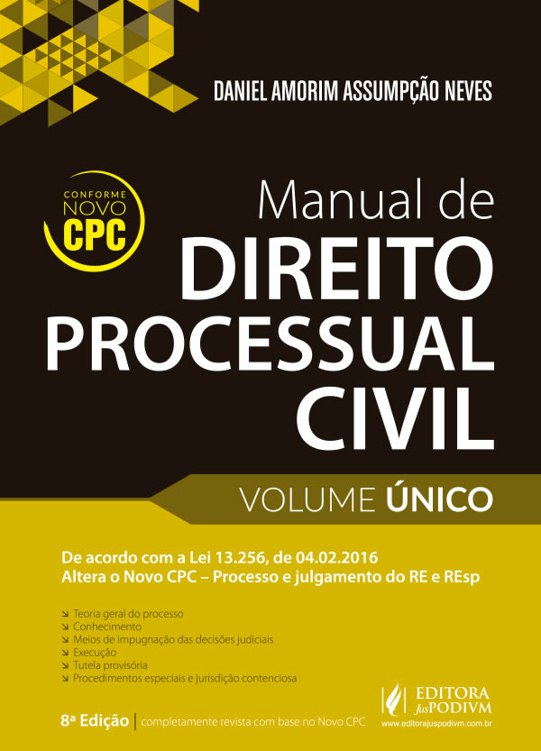 DANIEL AMORIM ASSUMPÇÃO NEVES
CONFORME
NOVO
CPC
Manual de
DIREITO
PROCESSUAL
CIVIL
VOLUME ÚNICO
De acordo com a Lei 13.256, de 04.02.2016
Altera o Novo CPC – Processo e julgamento do RE e REsp
↘ Teoria geral do processo
↘ Conhecimento
↘ Meios de impugnação das decisões judiciais
↘ Execução
↘ Tutela provisória
↘ Procedimentos especiais e jurisdição contenciosa
8ª Edição | completamente revista com base no Novo CPC
EDITORA
JusPODIVM
www.editorajuspodivm.com.br